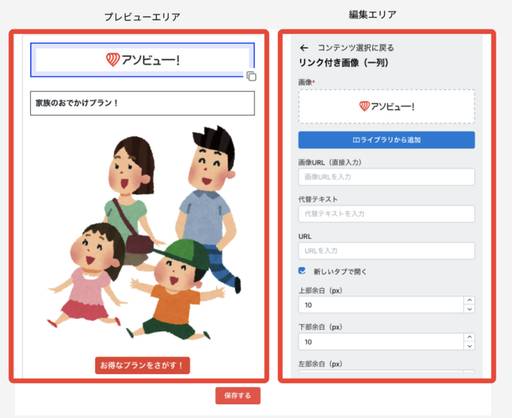 プレビューエリア
編集エリア
アソビュー!
家族のおでかけプラン！
お得なプランをさがす！
保存する
コンテンツ選択に戻る
リンク付き画像（一列）
画像*
アソビュー!
ライブラリから追加
画像URL（直接入力）
画像URLを入力
代替テキスト
代替テキストを入力
URL
URLを入力
新しいタブで開く
上部余白（px）
10
下部余白（px）
10
左部余白（px）